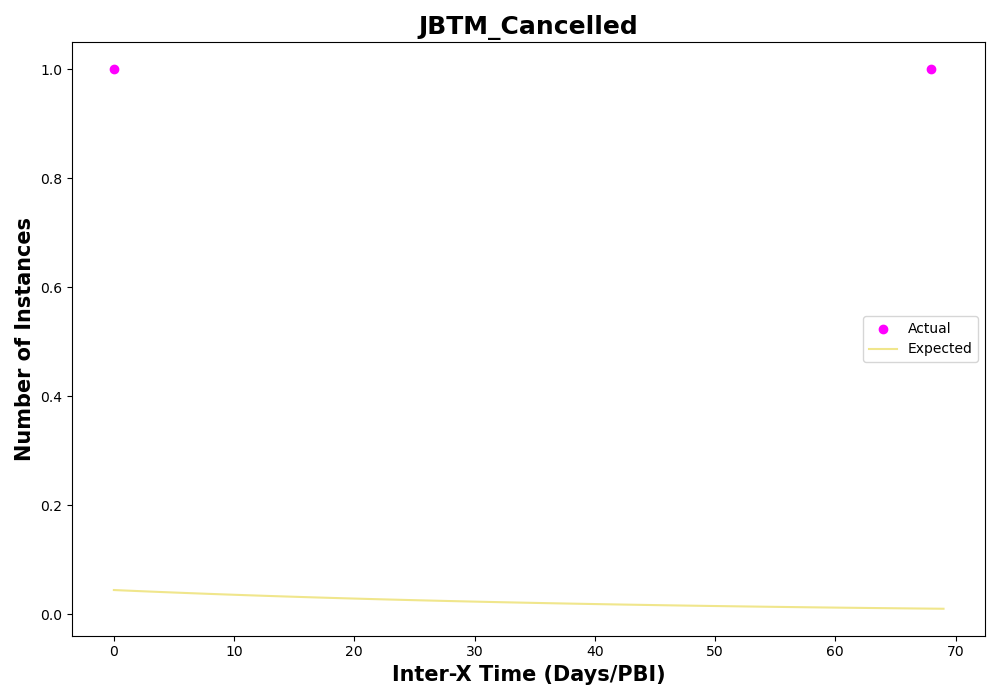 JBTM_Cancelled
Number of Instances
1.0
0.8
0.6
0.4
0.2
0.0
Actual
Expected
0 10 20 30 40 50 60 70
Inter-X Time (Days/PBI)